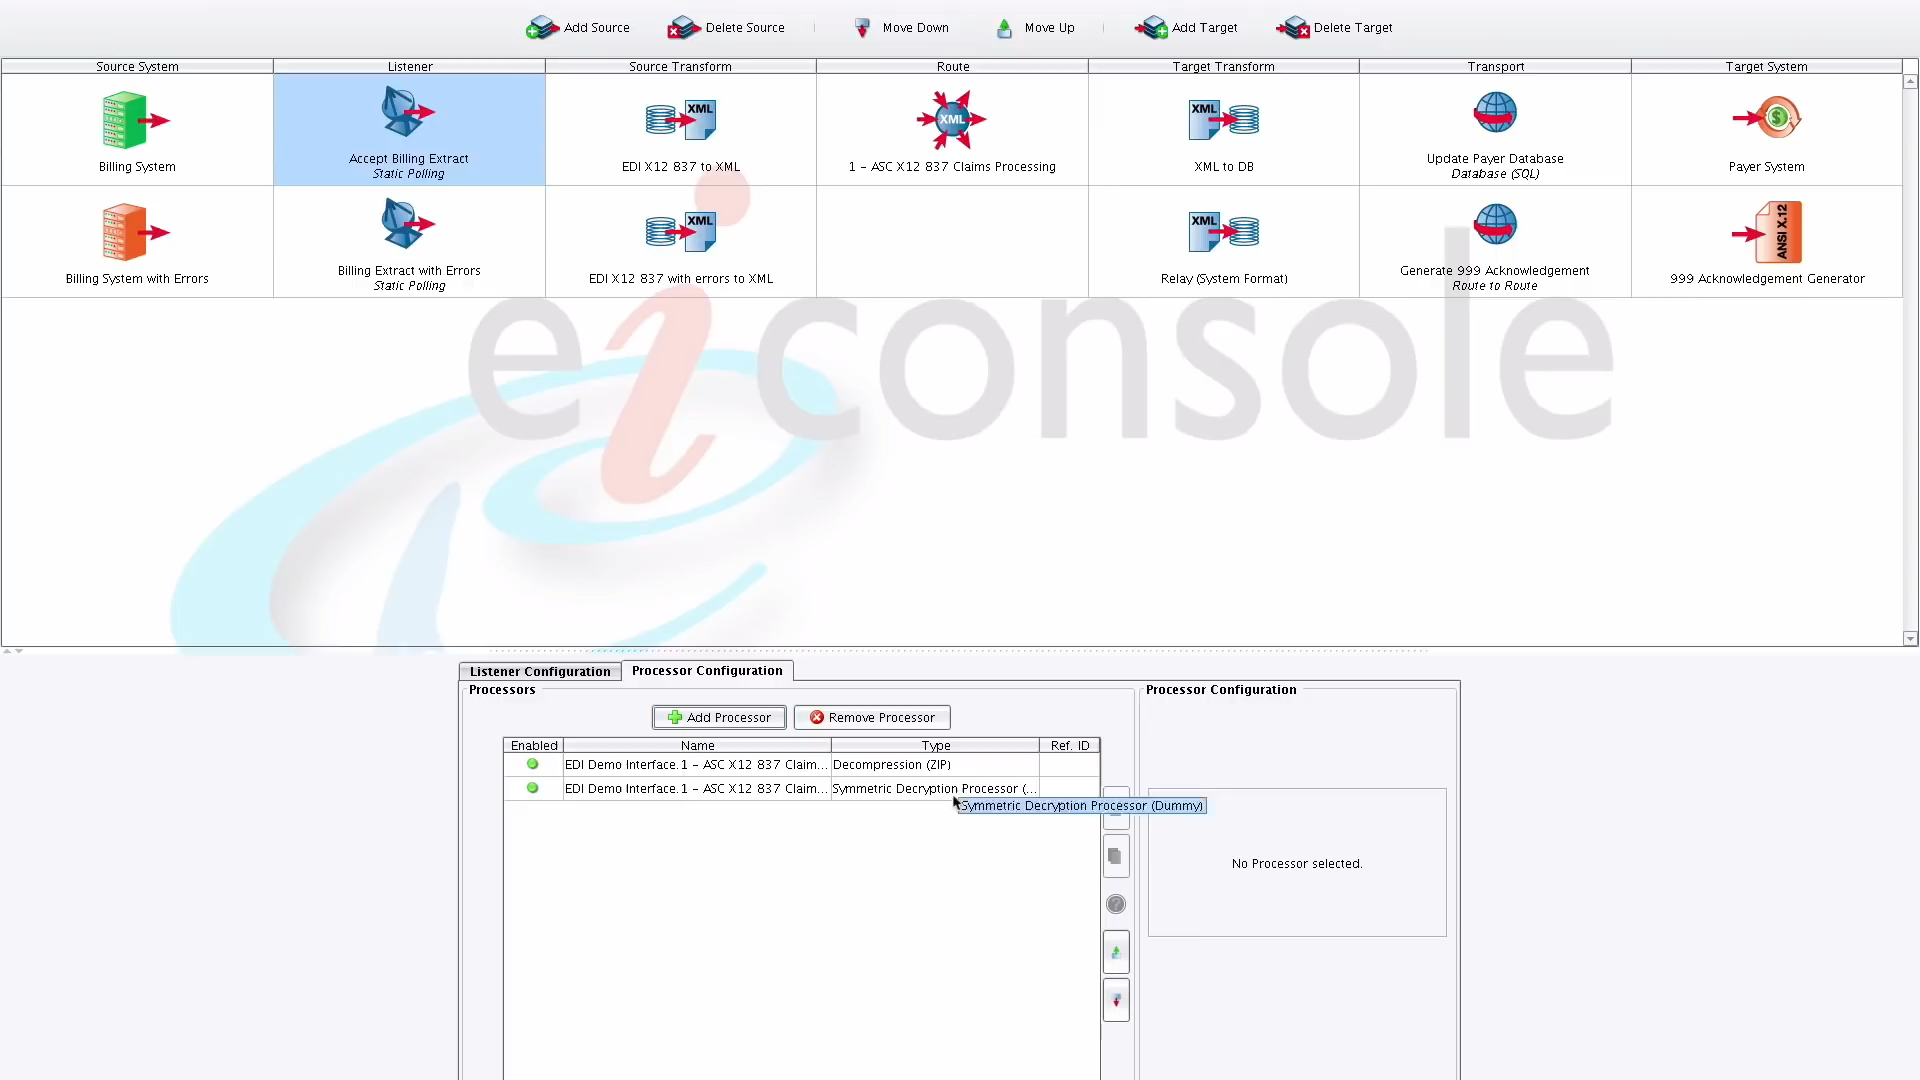 Add Source
Delete Source
Move Down
Move Up
Add Target
Delete Target
Source System
Listener
Source Transform
Route
Target Transform
Transport
Target System
XML
XML
XML
Billing System
Accept Billing Extract
Static Polling
EDI X12 837 to XML
1 - ASC X12 837 Claims Processing
XML to DB
Update Payer Database
Database (SQL)
Payer System
XML
XML
ANSI X.12
Billing System with Errors
Billing Extract with Errors
Static Polling
EDI X12 837 with errors to XML
Relay (System Format)
Generate 999 Acknowledgement
Route to Route
999 Acknowledgement Generator
eiconsole
Listener Configuration
Processor Configuration
Processors
Processor Configuration
Add Processor
Remove Processor
Enabled
Name
Type
Ref. ID
EDI Demo Interface.1 - ASC X12 837 Claim...
Decompression (ZIP)
EDI Demo Interface.1 - ASC X12 837 Claim...
Symmetric Decryption Processor (...
Symmetric Decryption Processor (Dummy)
No Processor selected.